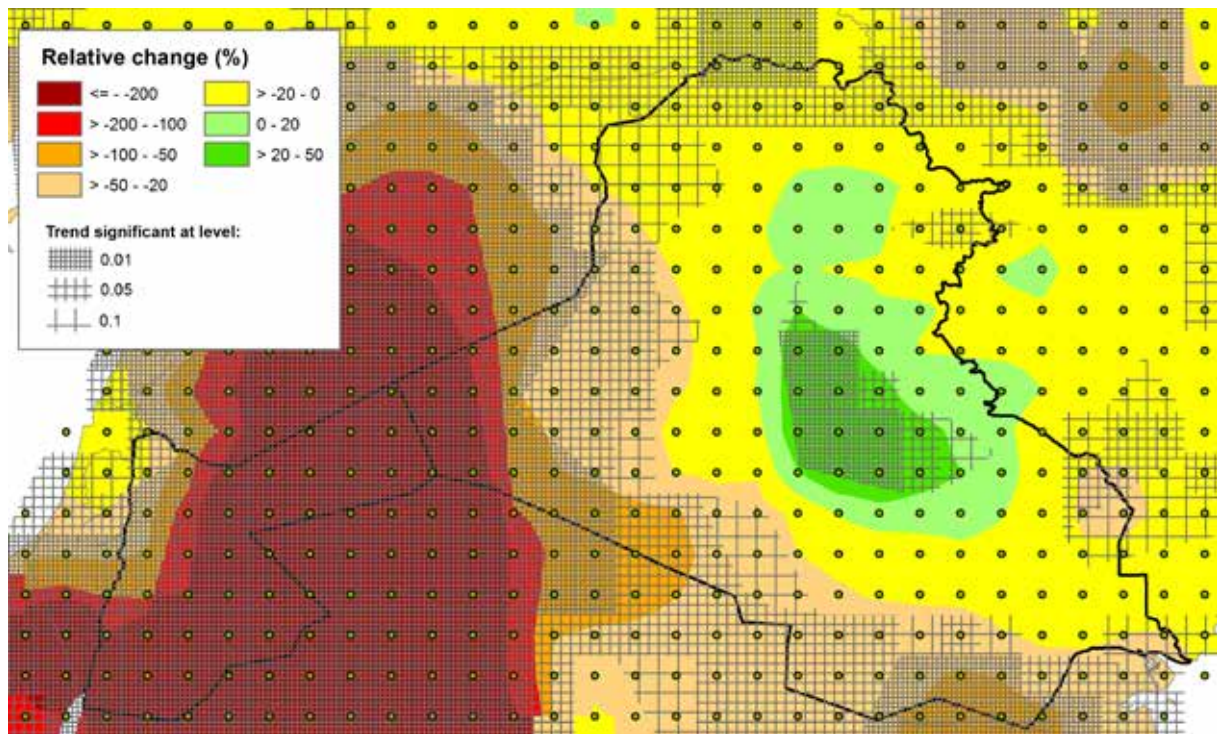 Relative change (%)
<= - -200
> -200 - -100
> -100 - -50
> -50 - -20
> -20 - 0
0 - 20
> 20 - 50
Trend significant at level:
0.01
0.05
0.1